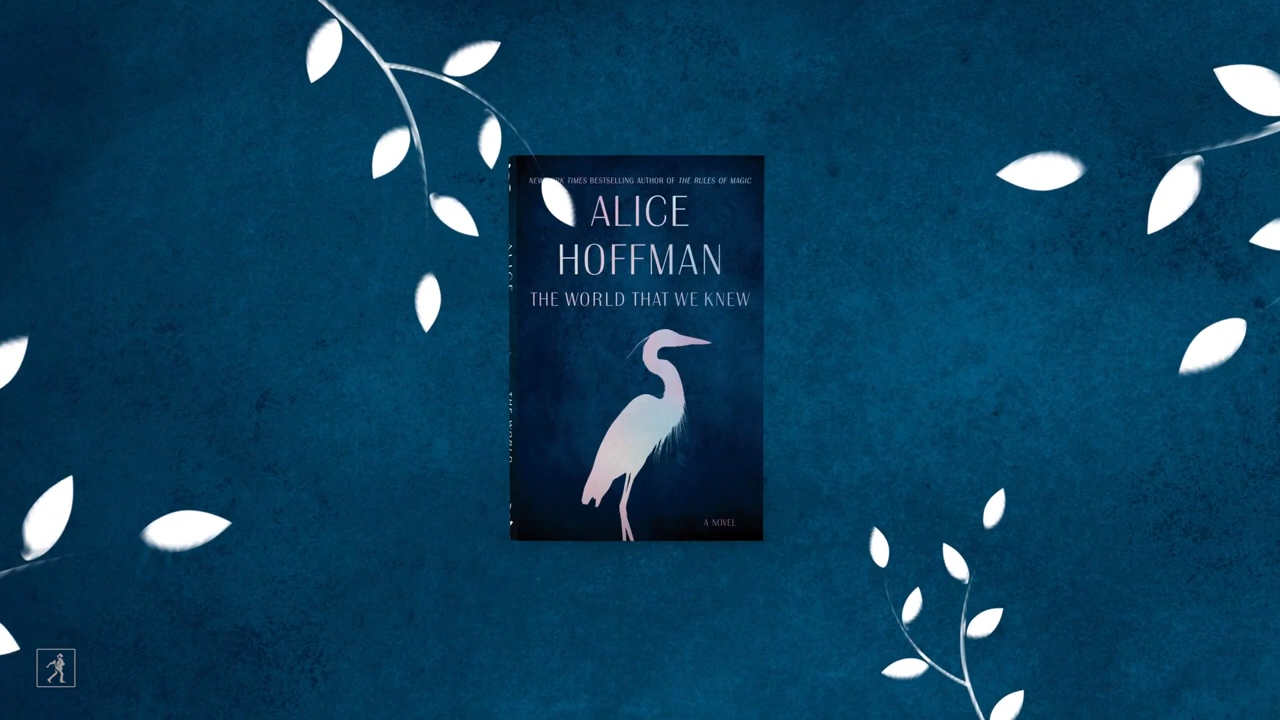 NEW YORK TIMES BESTSELLING AUTHOR OF THE RULES OF MAGIC
ALICE
HOFFMAN
THE WORLD THAT WE KNEW
A NOVEL